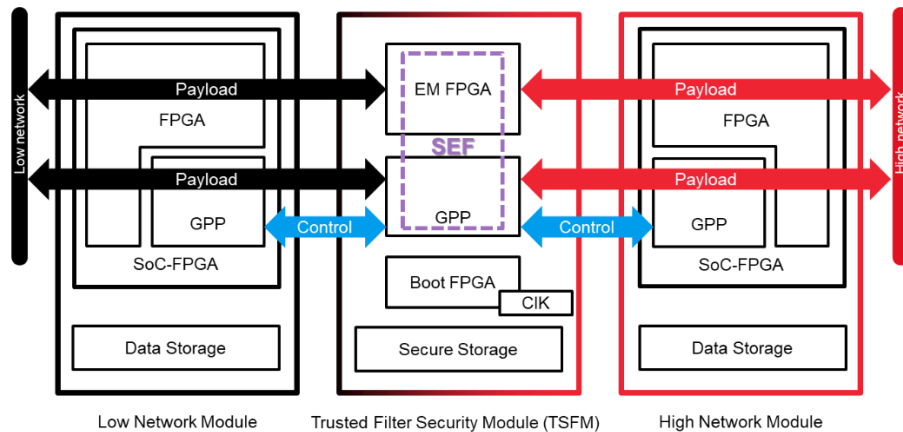 Low network
Payload
FPGA
Payload
GPP
SoC-FPGA
Data Storage
Low Network Module
Control
EM FPGA
SEF
GPP
Boot FPGA
CIK
Secure Storage
Trusted Filter Security Module (TSFM)
Control
Payload
FPGA
Payload
GPP
SoC-FPGA
Data Storage
High Network Module
High network